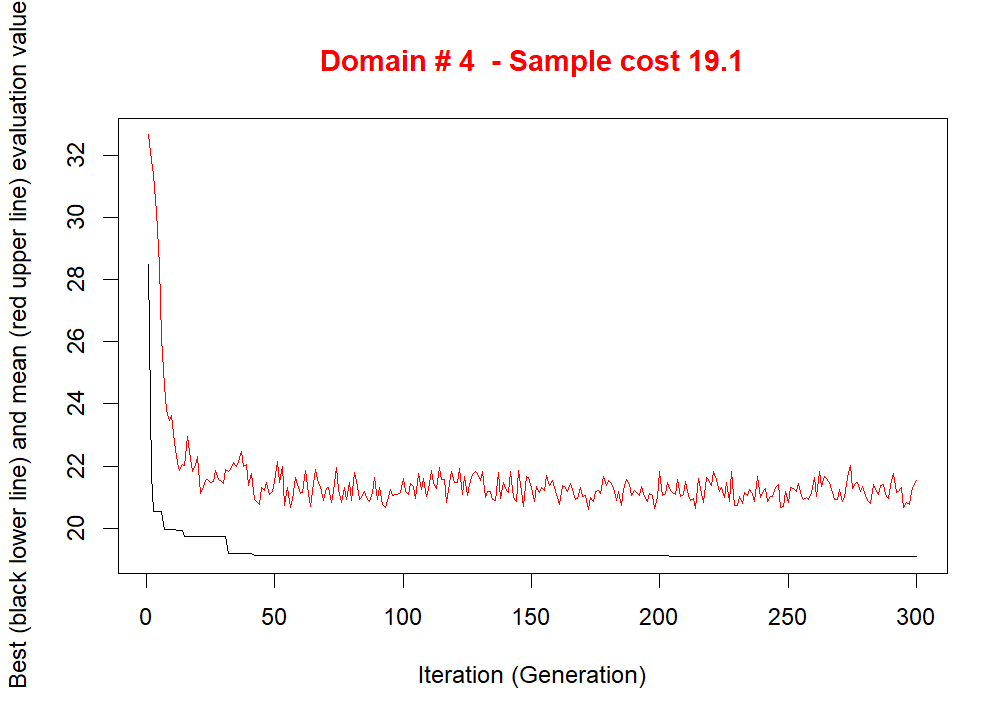 Domain # 4  - Sample cost 19.1
Best (black lower line) and mean (red upper line) evaluation value
32
30
28
26
24
22
20
0 50 100 150 200 250 300
Iteration (Generation)